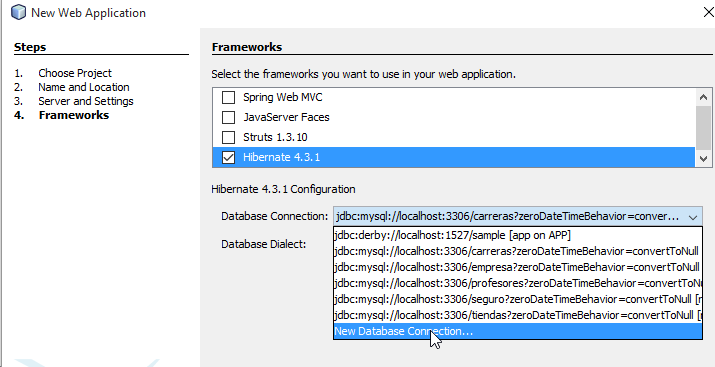 New Web Application
Steps
1. Choose Project
2. Name and Location
3. Server and Settings
4. Frameworks
Frameworks
Select the frameworks you want to use in your web application.
Spring Web MVC
JavaServer Faces
Struts 1.3.10
Hibernate 4.3.1
Hibernate 4.3.1 Configuration
Database Connection: jdbc:mysql://localhost:3306/carreras?zeroDateTimeBehavior=conver...
Database Dialect:
jdbc:derby://localhost:1527/sample [app on APP]
jdbc:mysql://localhost:3306/carreras?zeroDateTimeBehavior=convertToNull
jdbc:mysql://localhost:3306/empresa?zeroDateTimeBehavior=convertToNull
jdbc:mysql://localhost:3306/profesores?zeroDateTimeBehavior=convertToNu
jdbc:mysql://localhost:3306/seguro?zeroDateTimeBehavior=convertToNull [r
jdbc:mysql://localhost:3306/tiendas?zeroDateTimeBehavior=convertToNull [r
New Database Connection...